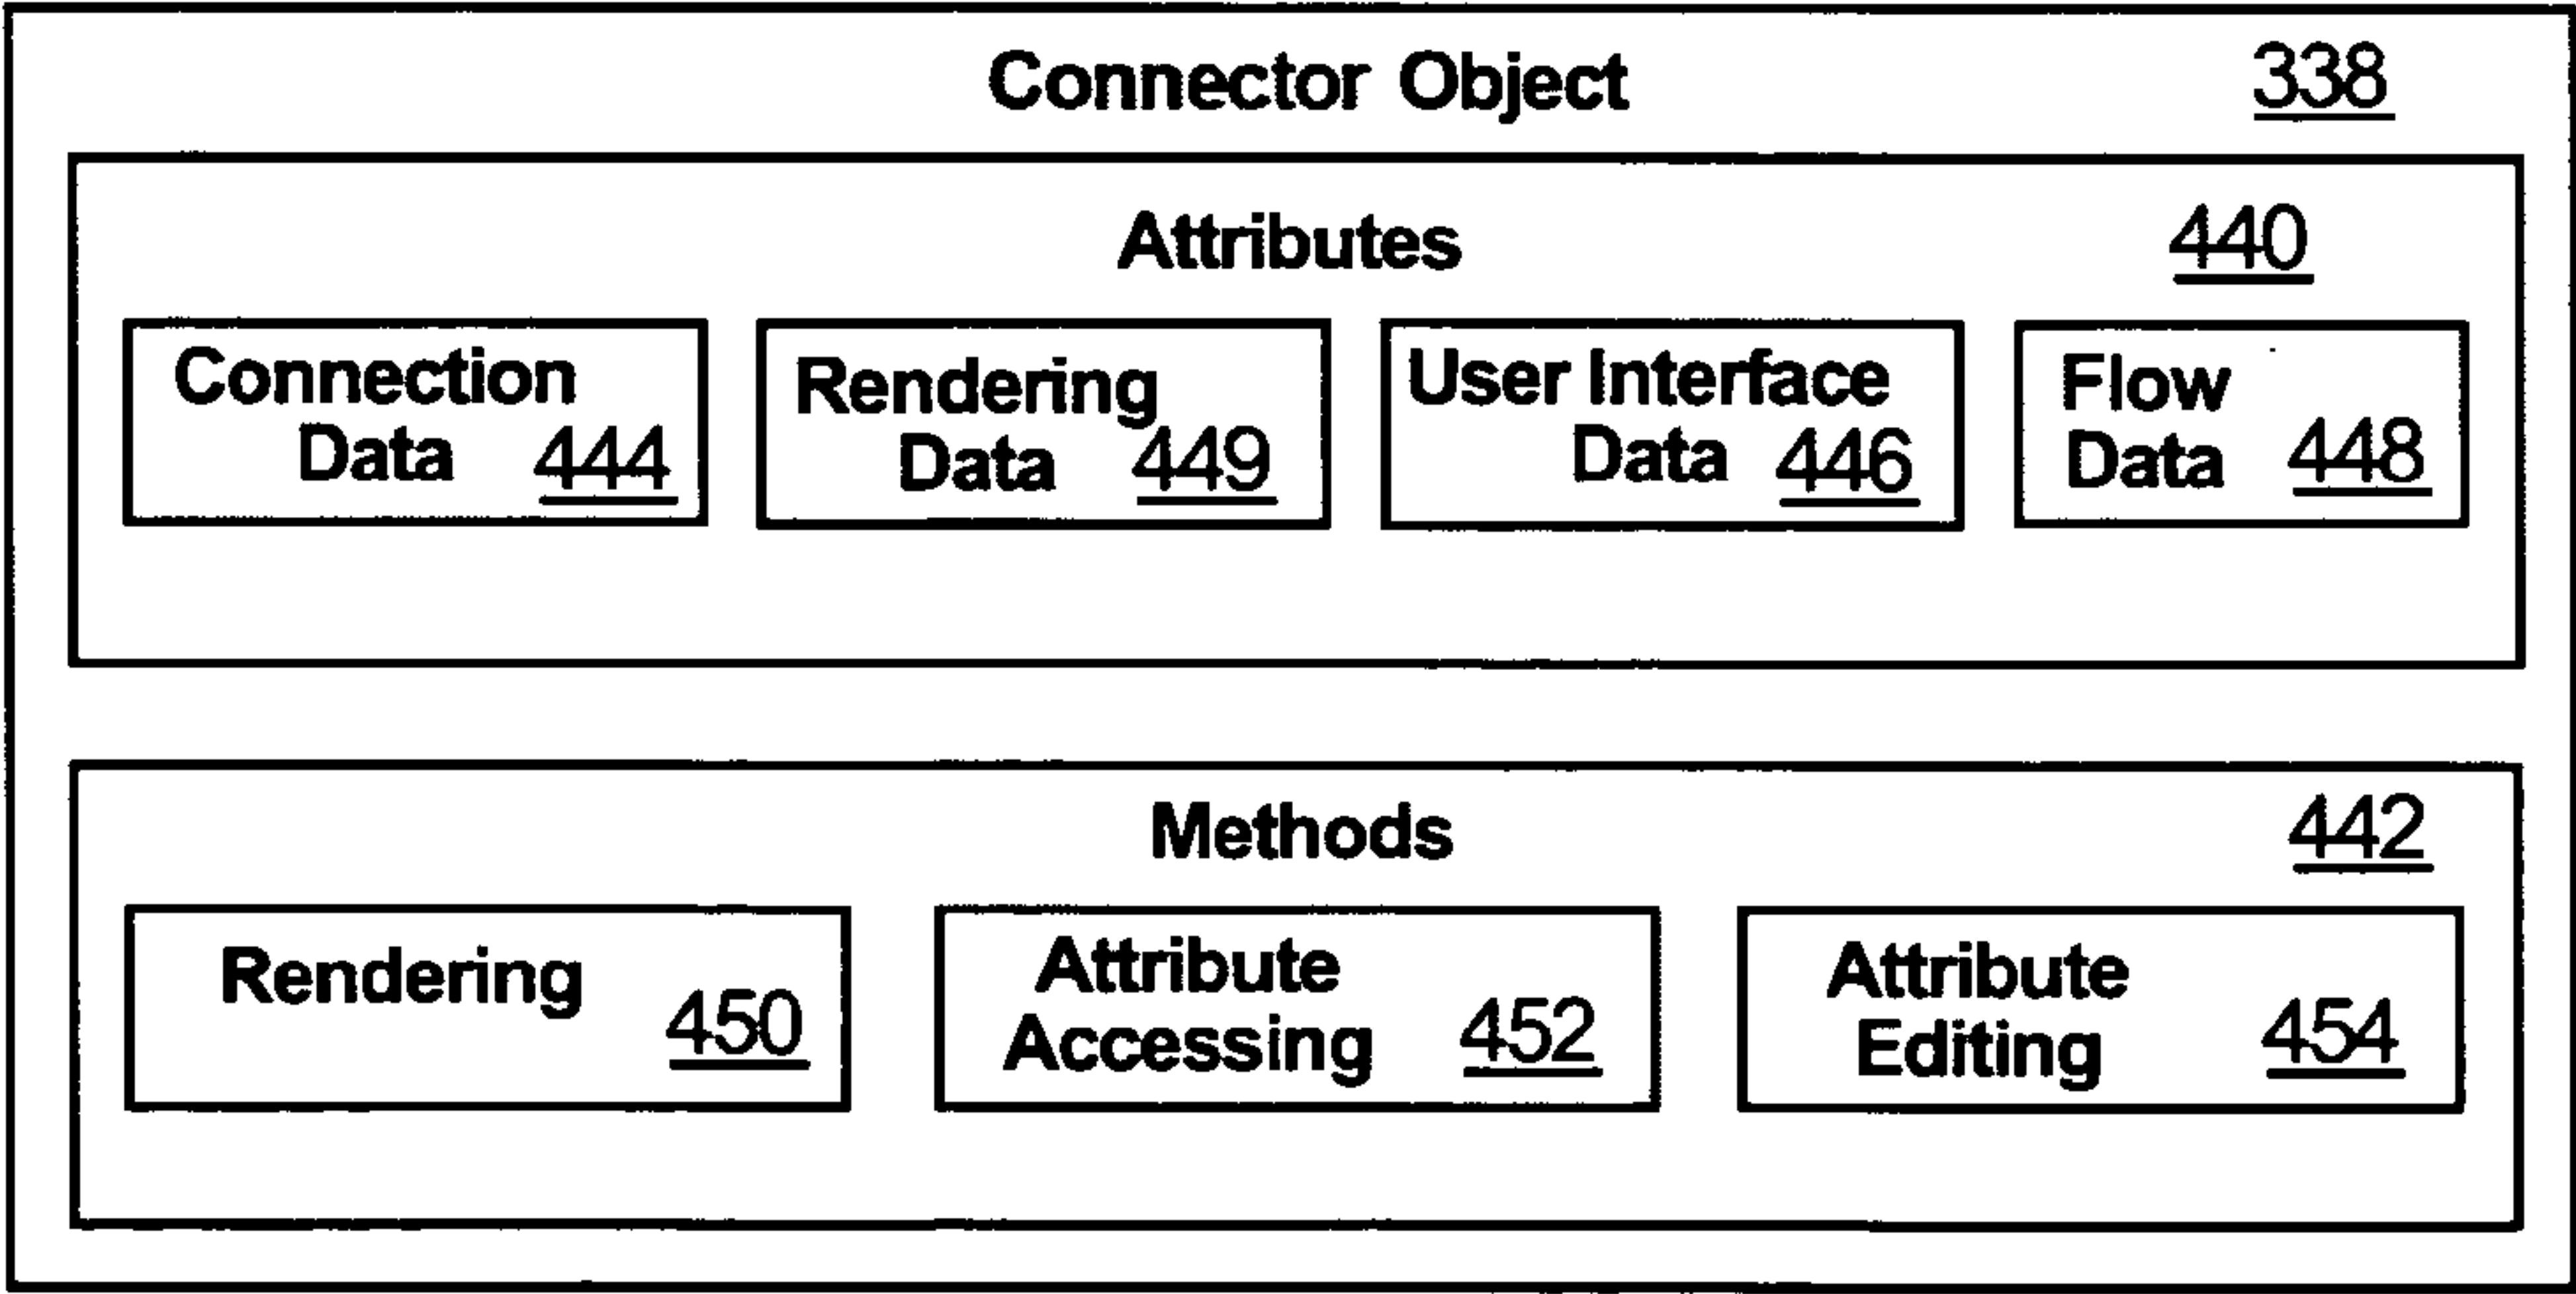 Connector Object 338
Attributes 440
Connection
Data 444
Rendering
Data 449
User Interface
Data 446
Flow
Data 448
Methods 442
Rendering
450
Attribute
Accessing 452
Attribute
Editing 454